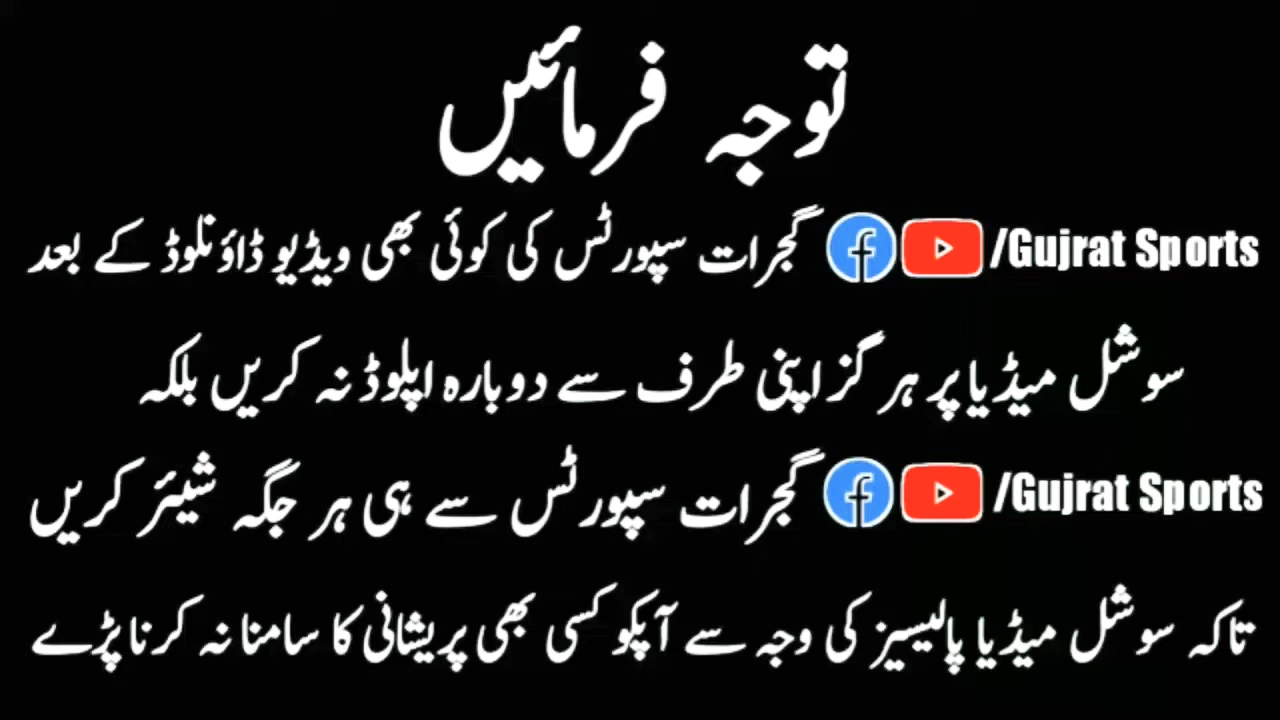 توجہ فرمائیں
/Gujrat Sports گجرات سپورٹس کی کوئی بھی ویڈیو ڈاؤنلوڈ کے بعد
سوشل میڈیا پر ہر گز اپنی طرف سے دوبارہ اپلوڈ نہ کریں بلکہ
/Gujrat Sports گجرات سپورٹس سے ہی ہر جگہ شیئر کریں
تاکہ سوشل میڈیا پالیسیز کی وجہ سے آپکو کسی بھی پریشانی کا سامنا نہ کرنا پڑے